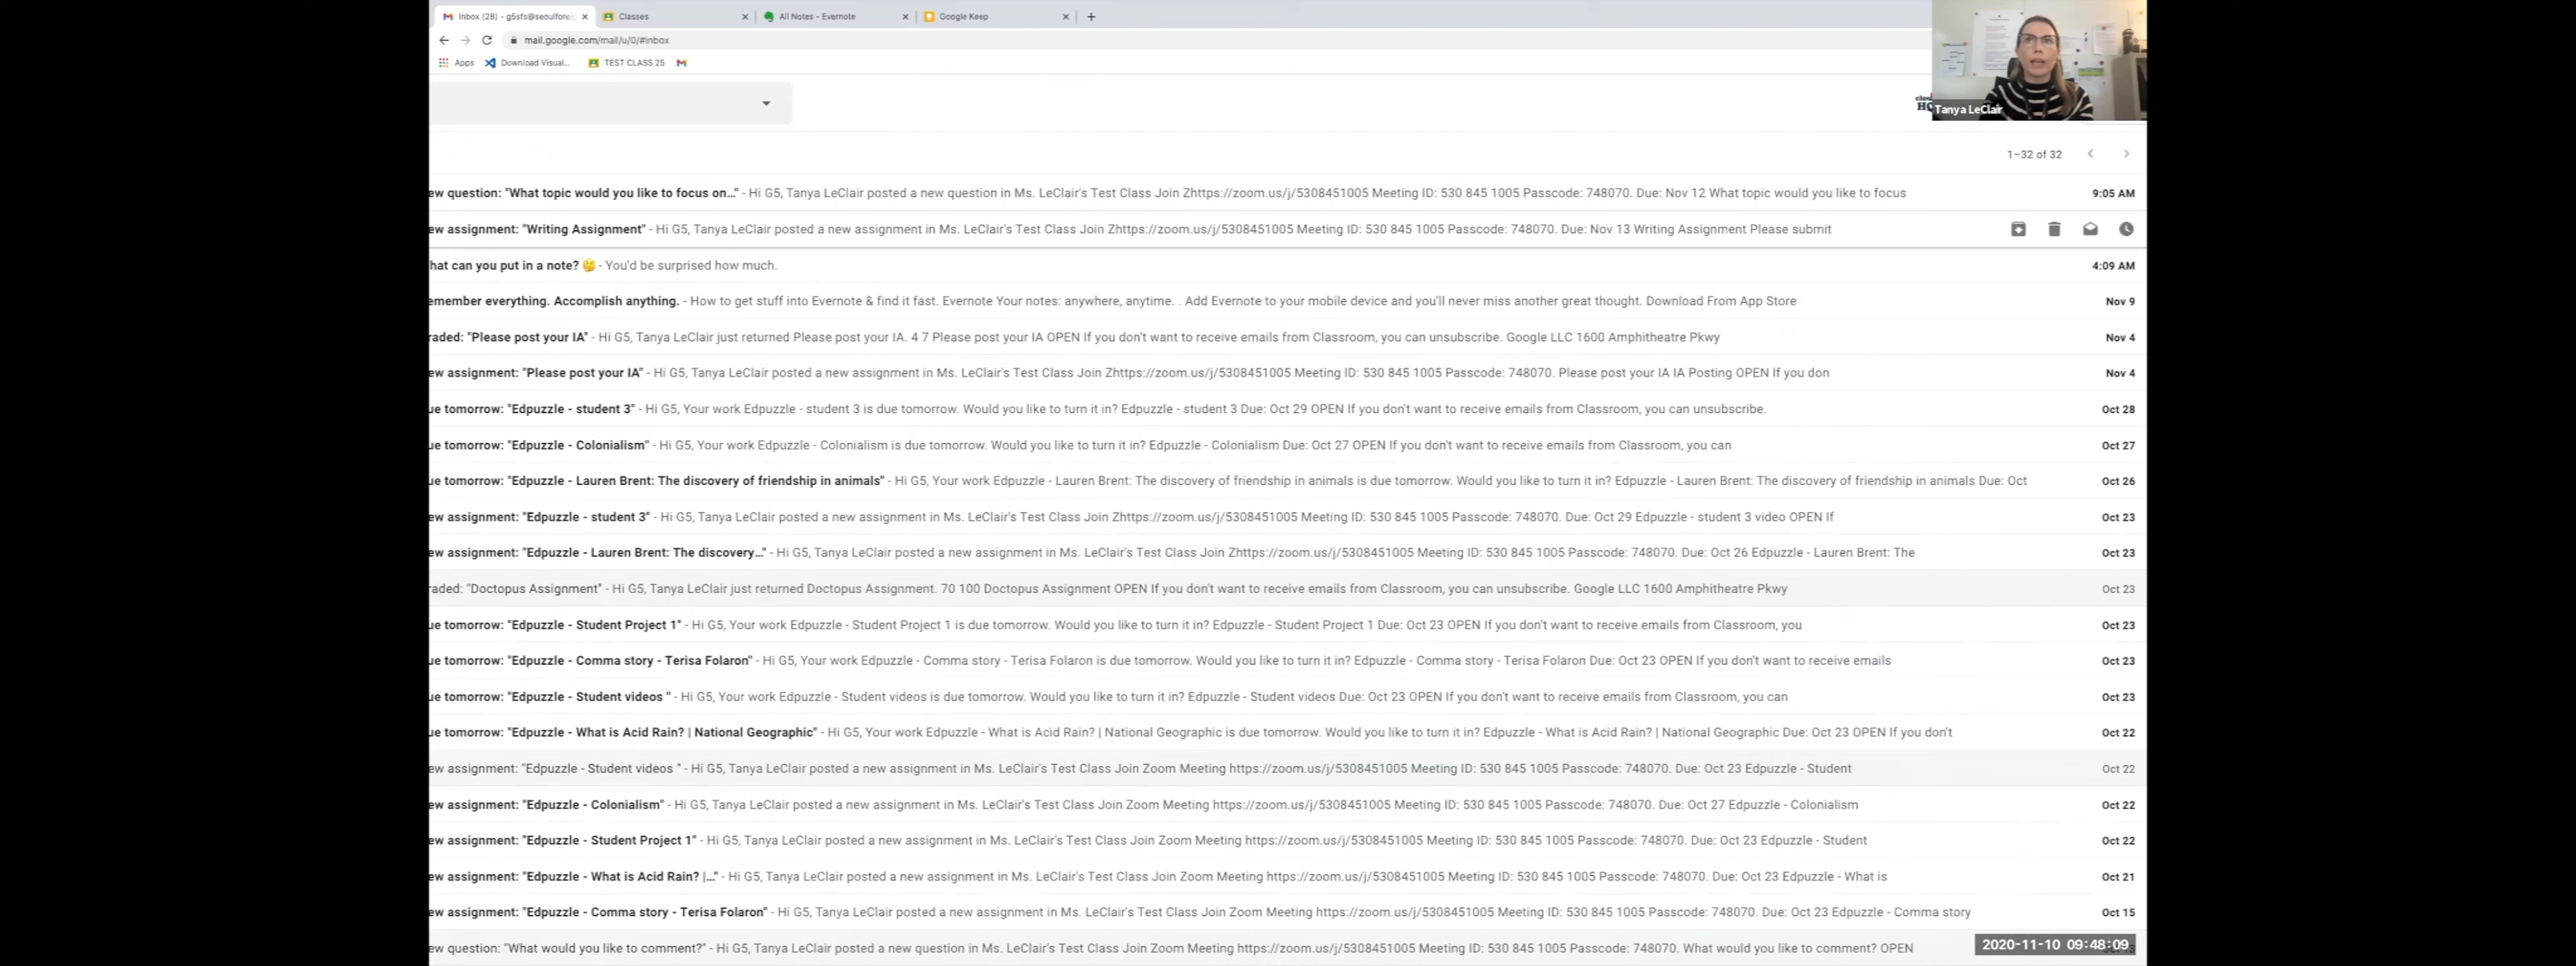 Inbox (28) - g5sfs@seoulforei
Classes
All Notes - Evernote
Google Keep
mail.google.com/mail/u/0/#inbox
Apps
Download Visual...
TEST CLASS 25
Tanya LeClair
1–32 of 32
ew question: "What topic would you like to focus on..." - Hi G5, Tanya LeClair posted a new question in Ms. LeClair's Test Class Join Zhttps://zoom.us/j/5308451005 Meeting ID: 530 845 1005 Passcode: 748070. Due: Nov 12 What topic would you like to focus 9:05 AM
ew assignment: "Writing Assignment" - Hi G5, Tanya LeClair posted a new assignment in Ms. LeClair's Test Class Join Zhttps://zoom.us/j/5308451005 Meeting ID: 530 845 1005 Passcode: 748070. Due: Nov 13 Writing Assignment Please submit
hat can you put in a note? 🤔 - You'd be surprised how much. 4:09 AM
emember everything. Accomplish anything. - How to get stuff into Evernote & find it fast. Evernote Your notes: anywhere, anytime. . Add Evernote to your mobile device and you'll never miss another great thought. Download From App Store Nov 9
raded: "Please post your IA" - Hi G5, Tanya LeClair just returned Please post your IA. 4 7 Please post your IA OPEN If you don't want to receive emails from Classroom, you can unsubscribe. Google LLC 1600 Amphitheatre Pkwy Nov 4
ew assignment: "Please post your IA" - Hi G5, Tanya LeClair posted a new assignment in Ms. LeClair's Test Class Join Zhttps://zoom.us/j/5308451005 Meeting ID: 530 845 1005 Passcode: 748070. Please post your IA IA Posting OPEN If you don Nov 4
ue tomorrow: "Edpuzzle - student 3" - Hi G5, Your work Edpuzzle - student 3 is due tomorrow. Would you like to turn it in? Edpuzzle - student 3 Due: Oct 29 OPEN If you don't want to receive emails from Classroom, you can unsubscribe. Oct 28
ue tomorrow: "Edpuzzle - Colonialism" - Hi G5, Your work Edpuzzle - Colonialism is due tomorrow. Would you like to turn it in? Edpuzzle - Colonialism Due: Oct 27 OPEN If you don't want to receive emails from Classroom, you can Oct 27
ue tomorrow: "Edpuzzle - Lauren Brent: The discovery of friendship in animals" - Hi G5, Your work Edpuzzle - Lauren Brent: The discovery of friendship in animals is due tomorrow. Would you like to turn it in? Edpuzzle - Lauren Brent: The discovery of friendship in animals Due: Oct Oct 26
ew assignment: "Edpuzzle - student 3" - Hi G5, Tanya LeClair posted a new assignment in Ms. LeClair's Test Class Join Zhttps://zoom.us/j/5308451005 Meeting ID: 530 845 1005 Passcode: 748070. Due: Oct 29 Edpuzzle - student 3 video OPEN If Oct 23
ew assignment: "Edpuzzle - Lauren Brent: The discovery..." - Hi G5, Tanya LeClair posted a new assignment in Ms. LeClair's Test Class Join Zhttps://zoom.us/j/5308451005 Meeting ID: 530 845 1005 Passcode: 748070. Due: Oct 26 Edpuzzle - Lauren Brent: The Oct 23
raded: "Doctopus Assignment" - Hi G5, Tanya LeClair just returned Doctopus Assignment. 70 100 Doctopus Assignment OPEN If you don't want to receive emails from Classroom, you can unsubscribe. Google LLC 1600 Amphitheatre Pkwy Oct 23
ue tomorrow: "Edpuzzle - Student Project 1" - Hi G5, Your work Edpuzzle - Student Project 1 is due tomorrow. Would you like to turn it in? Edpuzzle - Student Project 1 Due: Oct 23 OPEN If you don't want to receive emails from Classroom, you Oct 23
ue tomorrow: "Edpuzzle - Comma story - Terisa Folaron" - Hi G5, Your work Edpuzzle - Comma story - Terisa Folaron is due tomorrow. Would you like to turn it in? Edpuzzle - Comma story - Terisa Folaron Due: Oct 23 OPEN If you don't want to receive emails Oct 23
ue tomorrow: "Edpuzzle - Student videos " - Hi G5, Your work Edpuzzle - Student videos is due tomorrow. Would you like to turn it in? Edpuzzle - Student videos Due: Oct 23 OPEN If you don't want to receive emails from Classroom, you can Oct 23
ue tomorrow: "Edpuzzle - What is Acid Rain? | National Geographic" - Hi G5, Your work Edpuzzle - What is Acid Rain? | National Geographic is due tomorrow. Would you like to turn it in? Edpuzzle - What is Acid Rain? | National Geographic Due: Oct 23 OPEN If you don't Oct 22
ew assignment: "Edpuzzle - Student videos " - Hi G5, Tanya LeClair posted a new assignment in Ms. LeClair's Test Class Join Zoom Meeting https://zoom.us/j/5308451005 Meeting ID: 530 845 1005 Passcode: 748070. Due: Oct 23 Edpuzzle - Student Oct 22
ew assignment: "Edpuzzle - Colonialism" - Hi G5, Tanya LeClair posted a new assignment in Ms. LeClair's Test Class Join Zoom Meeting https://zoom.us/j/5308451005 Meeting ID: 530 845 1005 Passcode: 748070. Due: Oct 27 Edpuzzle - Colonialism Oct 22
ew assignment: "Edpuzzle - Student Project 1" - Hi G5, Tanya LeClair posted a new assignment in Ms. LeClair's Test Class Join Zoom Meeting https://zoom.us/j/5308451005 Meeting ID: 530 845 1005 Passcode: 748070. Due: Oct 23 Edpuzzle - Student Oct 22
ew assignment: "Edpuzzle - What is Acid Rain? |..." - Hi G5, Tanya LeClair posted a new assignment in Ms. LeClair's Test Class Join Zoom Meeting https://zoom.us/j/5308451005 Meeting ID: 530 845 1005 Passcode: 748070. Due: Oct 23 Edpuzzle - What is Oct 21
ew assignment: "Edpuzzle - Comma story - Terisa Folaron" - Hi G5, Tanya LeClair posted a new assignment in Ms. LeClair's Test Class Join Zoom Meeting https://zoom.us/j/5308451005 Meeting ID: 530 845 1005 Passcode: 748070. Due: Oct 23 Edpuzzle - Comma story Oct 15
ew question: "What would you like to comment?" - Hi G5, Tanya LeClair posted a new question in Ms. LeClair's Test Class Join Zoom Meeting https://zoom.us/j/5308451005 Meeting ID: 530 845 1005 Passcode: 748070. What would you like to comment? OPEN
2020-11-10 09:48:09